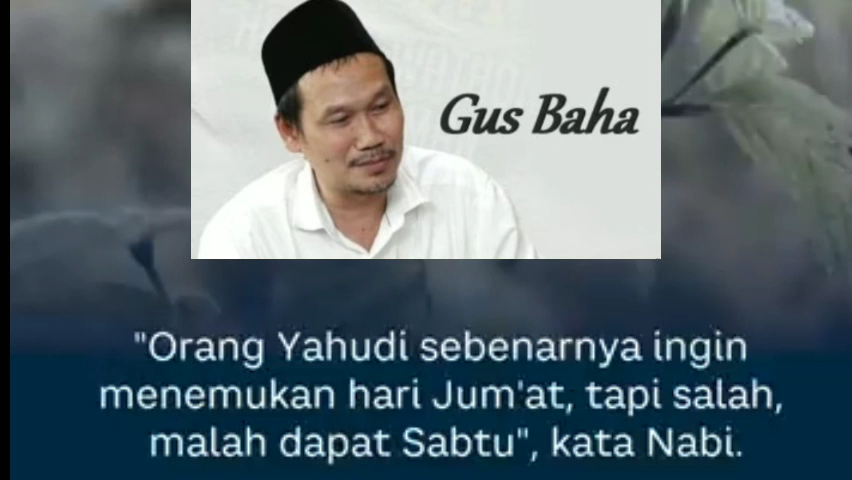 Gus Baha
"Orang Yahudi sebenarnya ingin
menemukan hari Jum'at, tapi salah,
malah dapat Sabtu", kata Nabi.